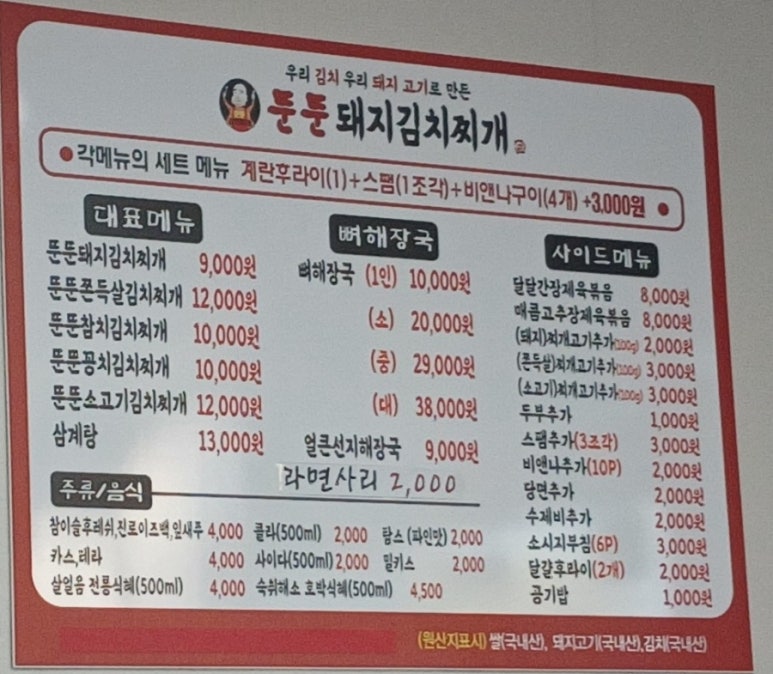 우리 김치 우리 돼지 고기로 만든
뚠뚠돼지김치찌개
●각메뉴의 세트 메뉴 계란후라이(1)+스팸(1조각)+비앤나구이(4개) +3,000원 ●
대표메뉴
뚠뚠돼지김치찌개 9,000원
뚠뚠쫀득살김치찌개 12,000원
뚠뚠참치김치찌개 10,000원
뚠뚠꽁치김치찌개 10,000원
뚠뚠소고기김치찌개 12,000원
삼계탕 13,000원
뼈해장국
뼈해장국 (1인) 10,000원
(소) 20,000원
(중) 29,000원
(대) 38,000원
얼큰선지해장국 9,000원
라면사리 2,000
사이드메뉴
달달간장제육볶음 8,000원
매콤고추장제육볶음 8,000원
(돼지)찌개고기추가(100g) 2,000원
(쫀득살)찌개고기추가(100g) 3,000원
(소고기)찌개고기추가(100g) 3,000원
두부추가 1,000원
스팸추가(3조각) 3,000원
비앤나추가(10P) 2,000원
당면추가 2,000원
수제비추가 2,000원
소시지부침(6P) 3,000원
달걀후라이(2개) 2,000원
공기밥 1,000원
주류/음식
참이슬후레쉬,진로이즈백,잎새주 4,000 콜라(500ml) 2,000 탐스 (파인맛) 2,000
카스,테라 4,000 사이다(500ml) 2,000 밀키스 2,000
살얼음 전통식혜(500ml) 4,000 숙취해소 호박식혜(500ml) 4,500
(원산지표시) 쌀(국내산), 돼지고기(국내산),김치(국내산)